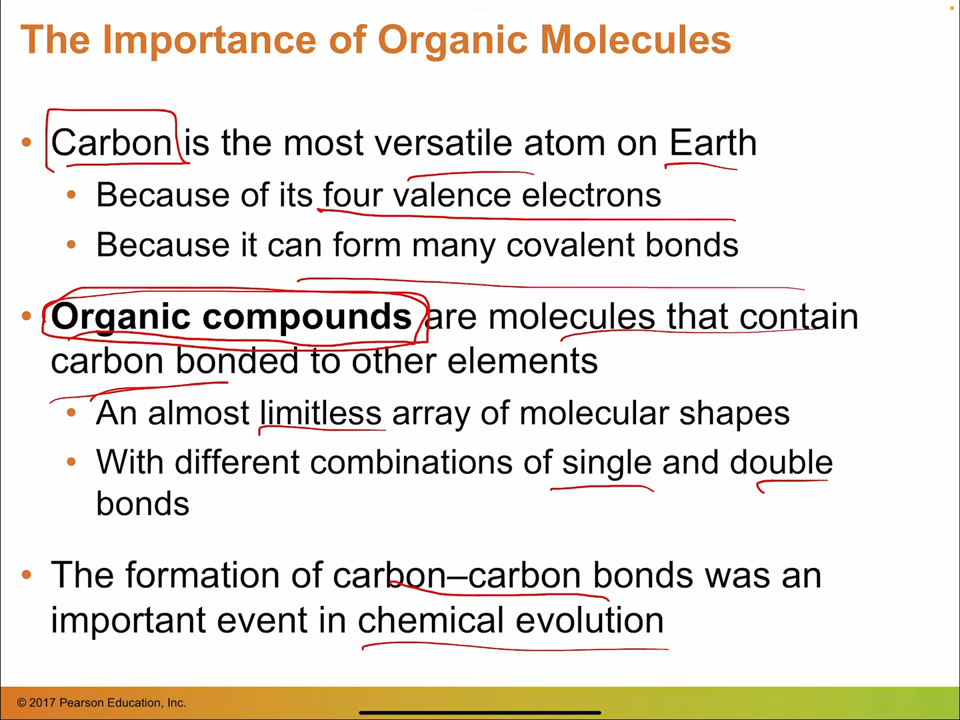 The Importance of Organic Molecules
• Carbon is the most versatile atom on Earth
• Because of its four valence electrons
• Because it can form many covalent bonds
• Organic compounds are molecules that contain
carbon bonded to other elements
• An almost limitless array of molecular shapes
• With different combinations of single and double
bonds
• The formation of carbon–carbon bonds was an
important event in chemical evolution
© 2017 Pearson Education, Inc.